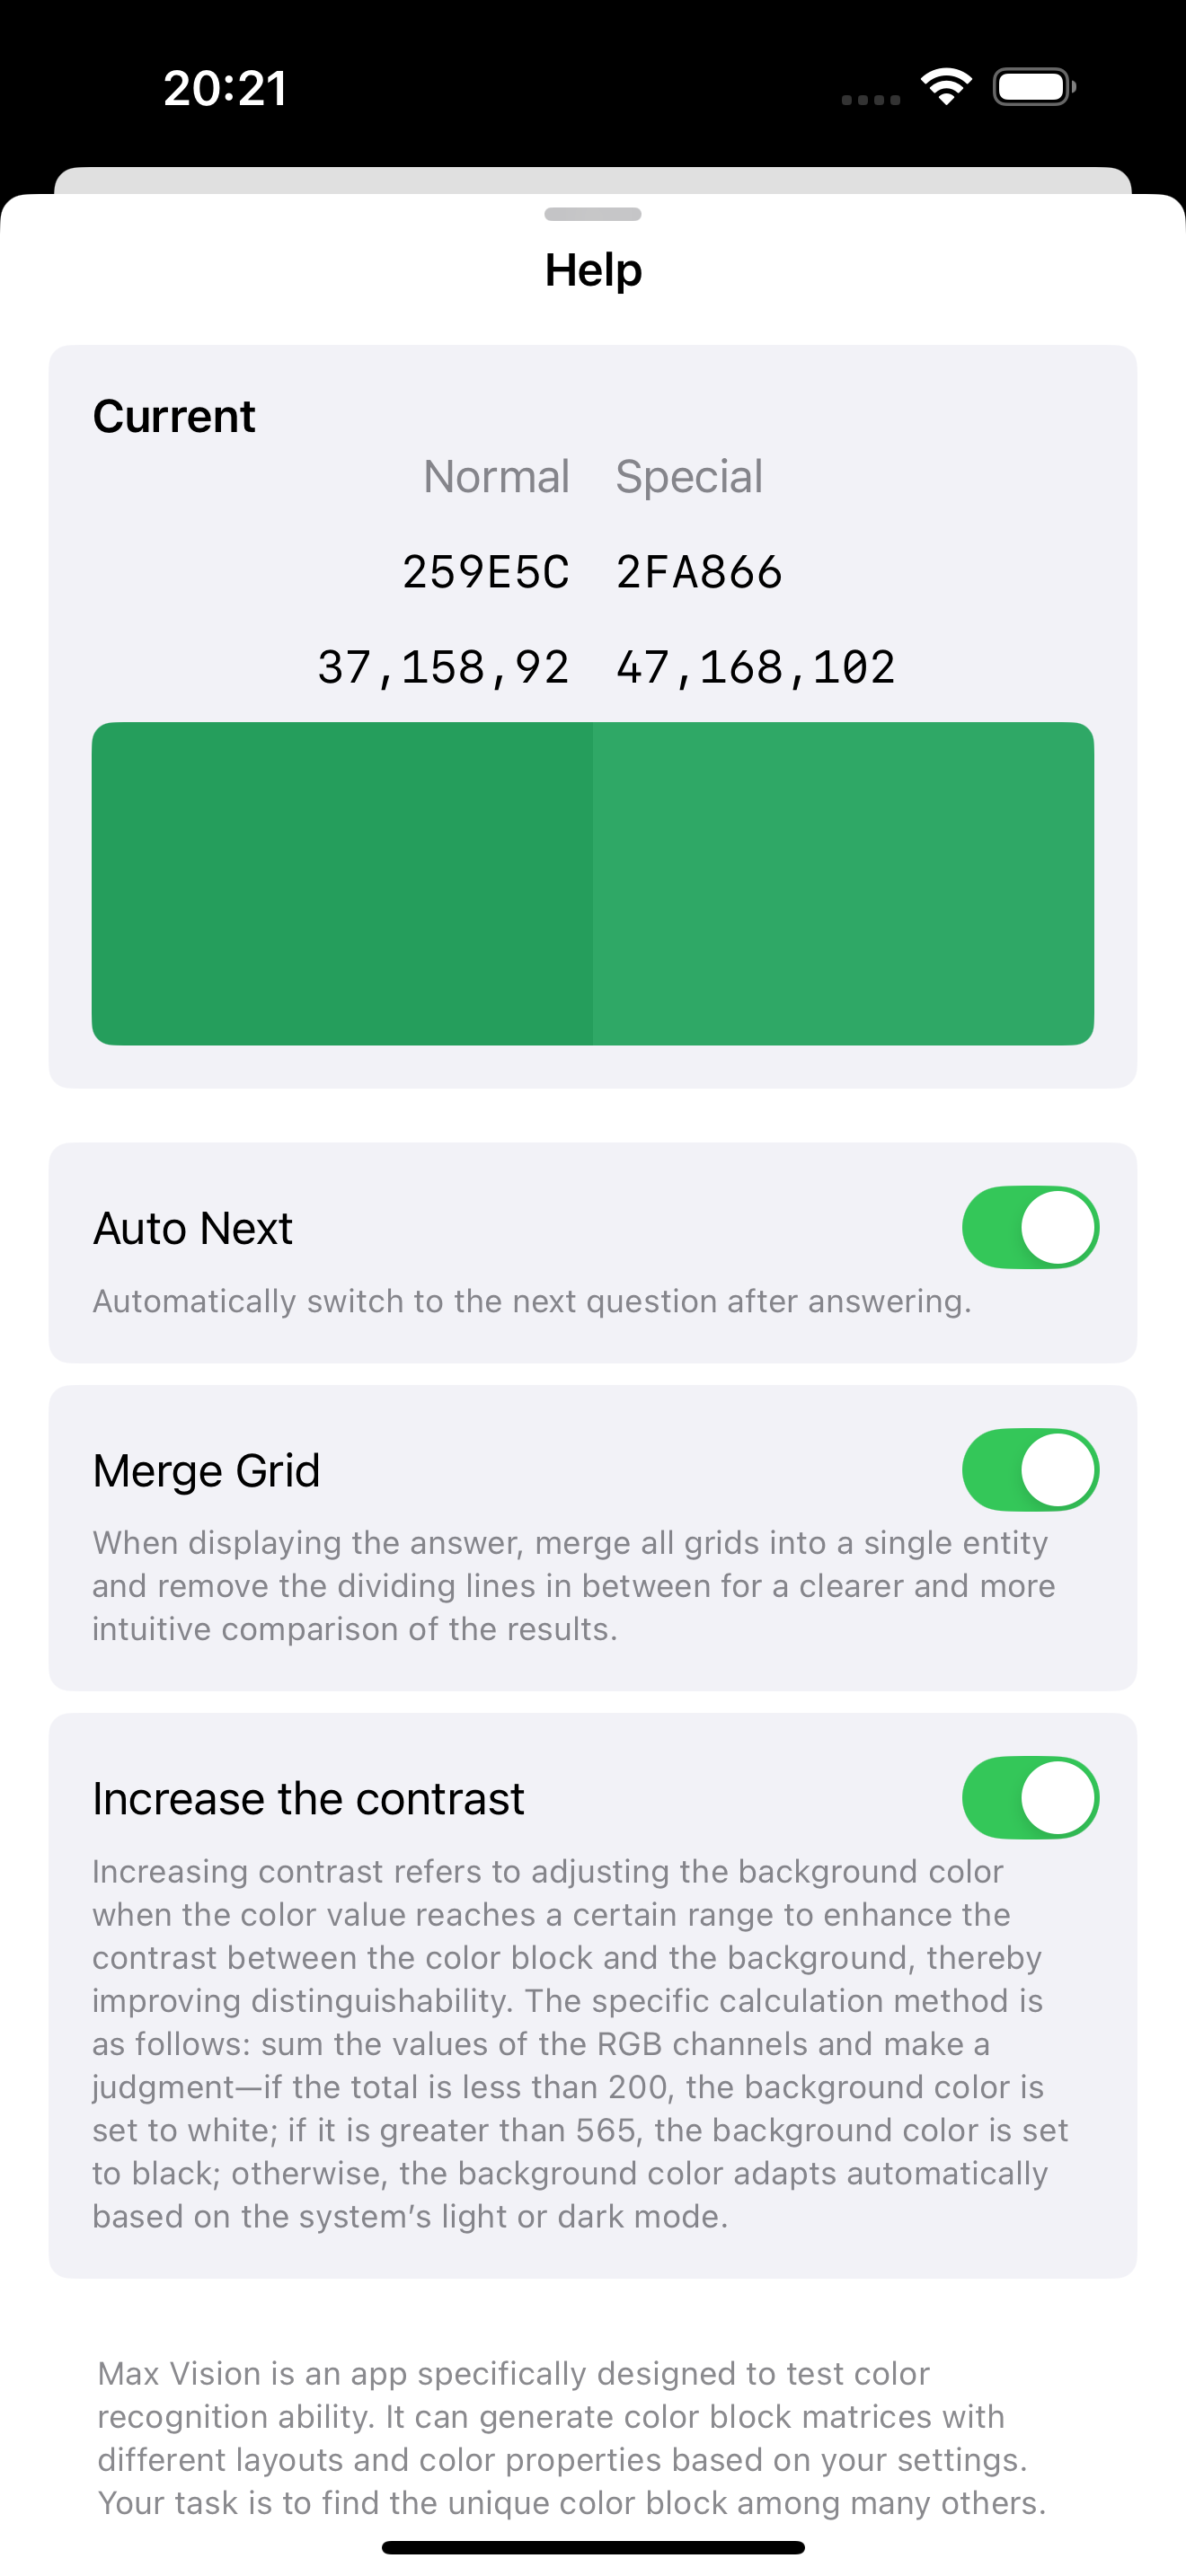 20:21
Help
Current
Normal Special
259E5C 2FA866
37,158,92 47,168,102
Auto Next
Automatically switch to the next question after answering.
Merge Grid
When displaying the answer, merge all grids into a single entity
and remove the dividing lines in between for a clearer and more
intuitive comparison of the results.
Increase the contrast
Increasing contrast refers to adjusting the background color
when the color value reaches a certain range to enhance the
contrast between the color block and the background, thereby
improving distinguishability. The specific calculation method is
as follows: sum the values of the RGB channels and make a
judgment—if the total is less than 200, the background color is
set to white; if it is greater than 565, the background color is set
to black; otherwise, the background color adapts automatically
based on the system’s light or dark mode.
Max Vision is an app specifically designed to test color
recognition ability. It can generate color block matrices with
different layouts and color properties based on your settings.
Your task is to find the unique color block among many others.